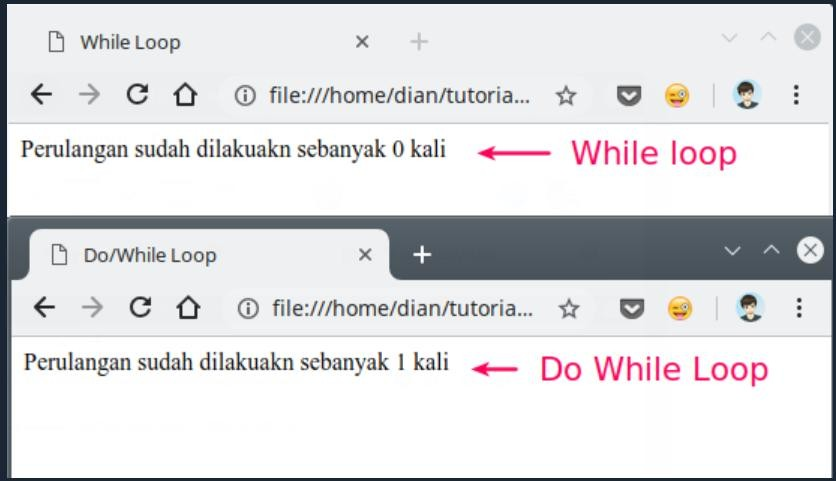 While Loop
file:///home/dian/tutoria...
Perulangan sudah dilakuakn sebanyak 0 kali
While loop
Do/While Loop
file:///home/dian/tutoria...
Perulangan sudah dilakuakn sebanyak 1 kali
Do While Loop